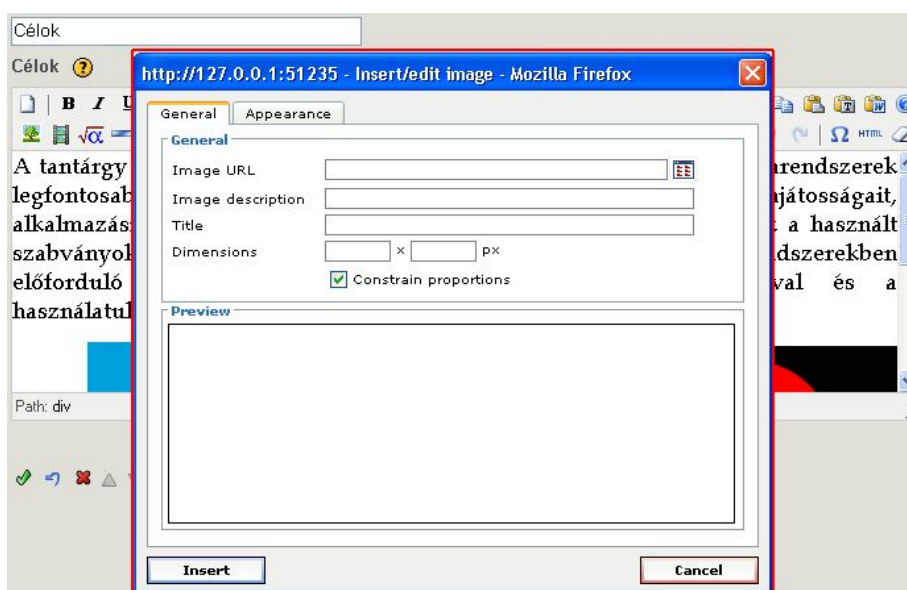 Célok
Célok ?
http://127.0.0.1:51235 - Insert/edit image - Mozilla Firefox
B I U
General Appearance
General
Image URL
Image description
Title
Dimensions × px
Constrain proportions
Preview
Insert Cancel
A tantárgy
legfontosab
alkalmazás
szabványol
előforduló
használatul
HTML
rendszerek
játosságait,
a használt
dszerekben
val és a
Path: div